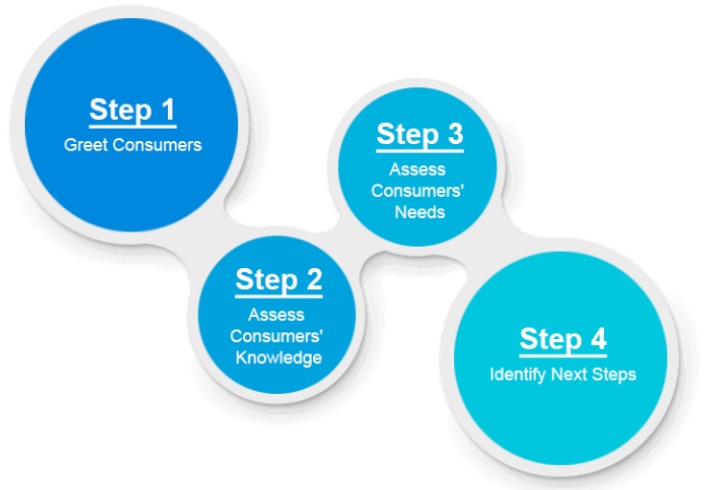 Step 1
Greet Consumers
Step 2
Assess
Consumers'
Knowledge
Step 3
Assess
Consumers'
Needs
Step 4
Identify Next Steps